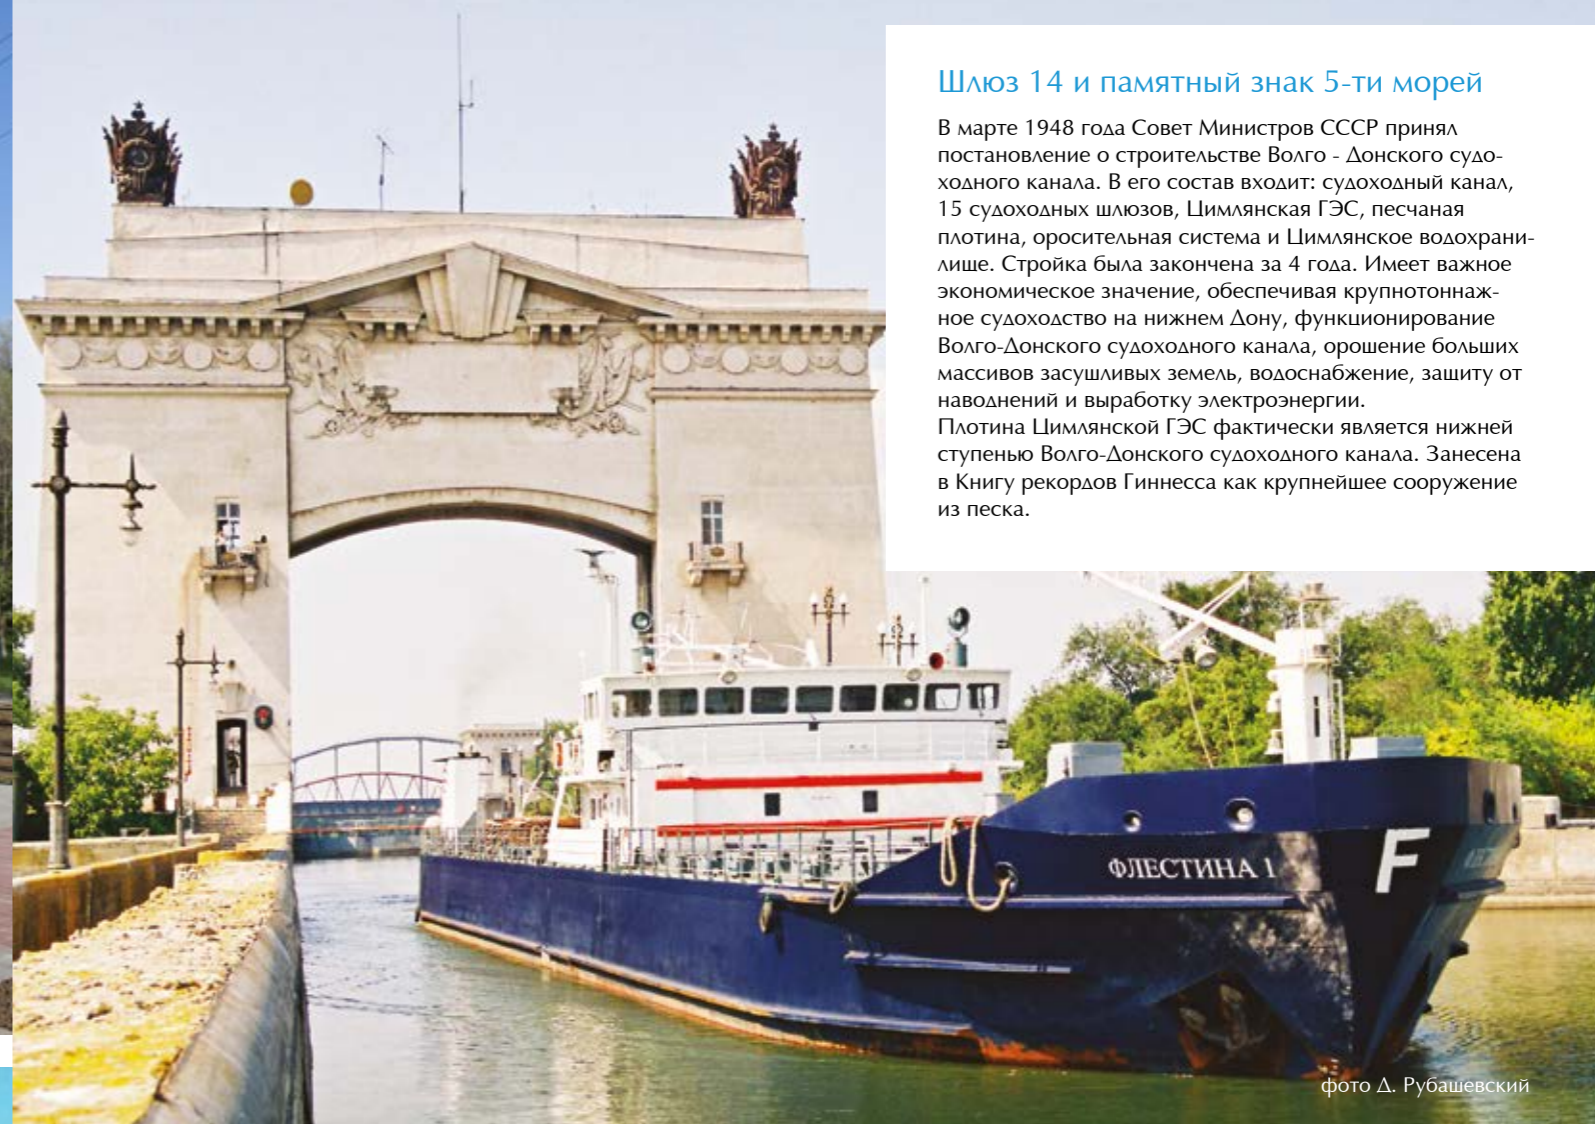 Шлюз 14 и памятный знак 5-ти морей
В марте 1948 года Совет Министров СССР принял
постановление о строительстве Волго - Донского судо-
ходного канала. В его состав входит: судоходный канал,
15 судоходных шлюзов, Цимлянская ГЭС, песчаная
плотина, оросительная система и Цимлянское водохрани-
лище. Стройка была закончена за 4 года. Имеет важное
экономическое значение, обеспечивая крупнотоннаж-
ное судоходство на нижнем Дону, функционирование
Волго-Донского судоходного канала, орошение больших
массивов засушливых земель, водоснабжение, защиту от
наводнений и выработку электроэнергии.
Плотина Цимлянской ГЭС фактически является нижней
ступенью Волго-Донского судоходного канала. Занесена
в Книгу рекордов Гиннесса как крупнейшее сооружение
из песка.
ФЛЕСТИНА 1
F
фото Д. Рубашевский